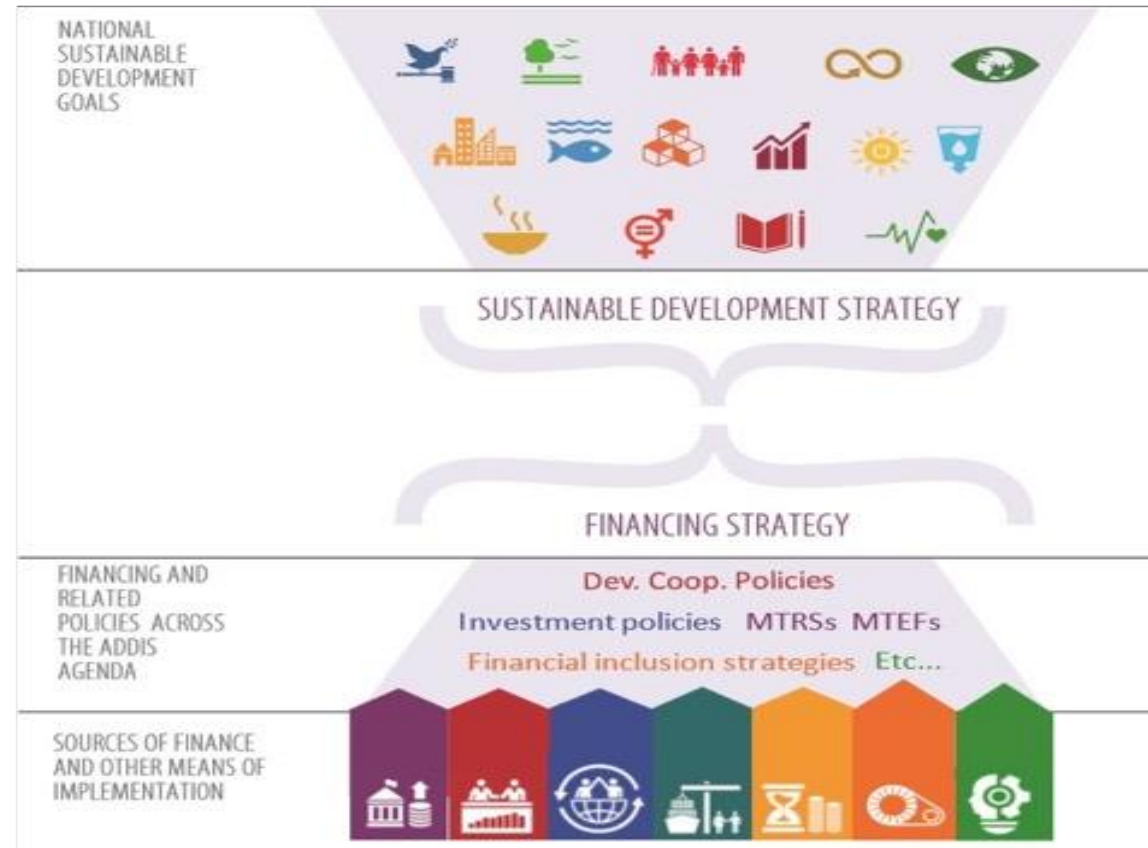 NATIONAL
SUSTAINABLE
DEVELOPMENT
GOALS
SUSTAINABLE DEVELOPMENT STRATEGY
FINANCING STRATEGY
FINANCING AND
RELATED
POLICIES ACROSS
THE ADDIS
AGENDA
Dev. Coop. Policies
Investment policies MTRSs MTEFs
Financial inclusion strategies Etc...
SOURCES OF FINANCE
AND OTHER MEANS OF
IMPLEMENTATION